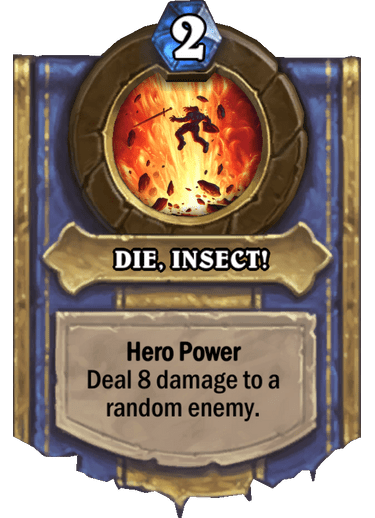 2
DIE, INSECT!
Hero Power
Deal 8 damage to a
random enemy.